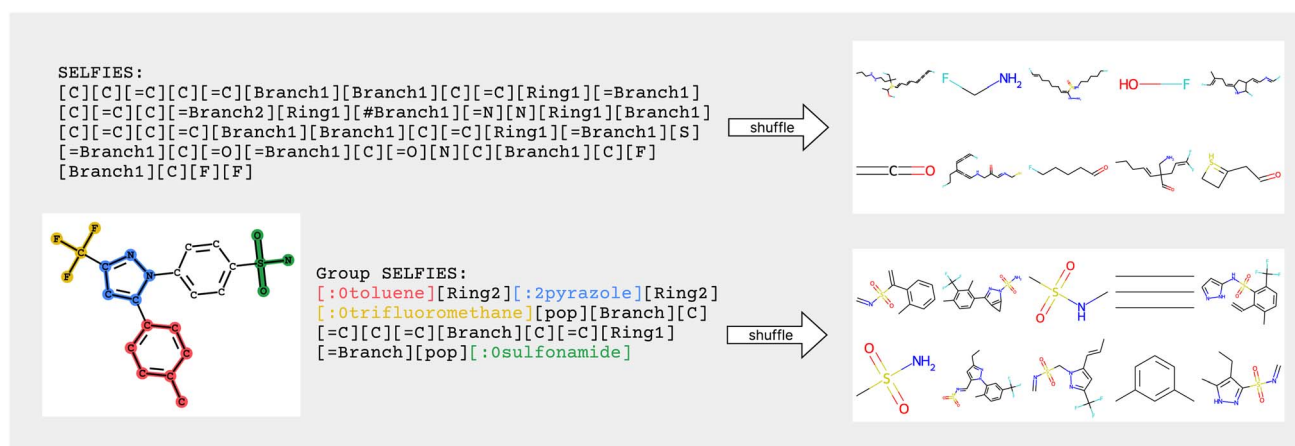 SELFIES:
[C][C][=C][C][=C][Branch1][Branch1][C][=C][Ring1][=Branch1]
[C][=C][C][=Branch2][Ring1][#Branch1][=N][N][Ring1][Branch1]
[C][=C][C][=C][Branch1][Branch1][C][=C][Ring1][=Branch1][S]
[=Branch1][C][=O][=Branch1][C][=O][N][C][Branch1][C][F]
[Branch1][C][F][F]
shuffle
F NH₂ HO F
C O
Group SELFIES:
[:0toluene][Ring2][:2pyrazole][Ring2]
[:0trifluoromethane][pop][Branch][C]
[=C][C][=C][Branch][C][=C][Ring1]
[=Branch][pop][:0sulfonamide]
shuffle
O
S
O NH
O
S NH₂
O